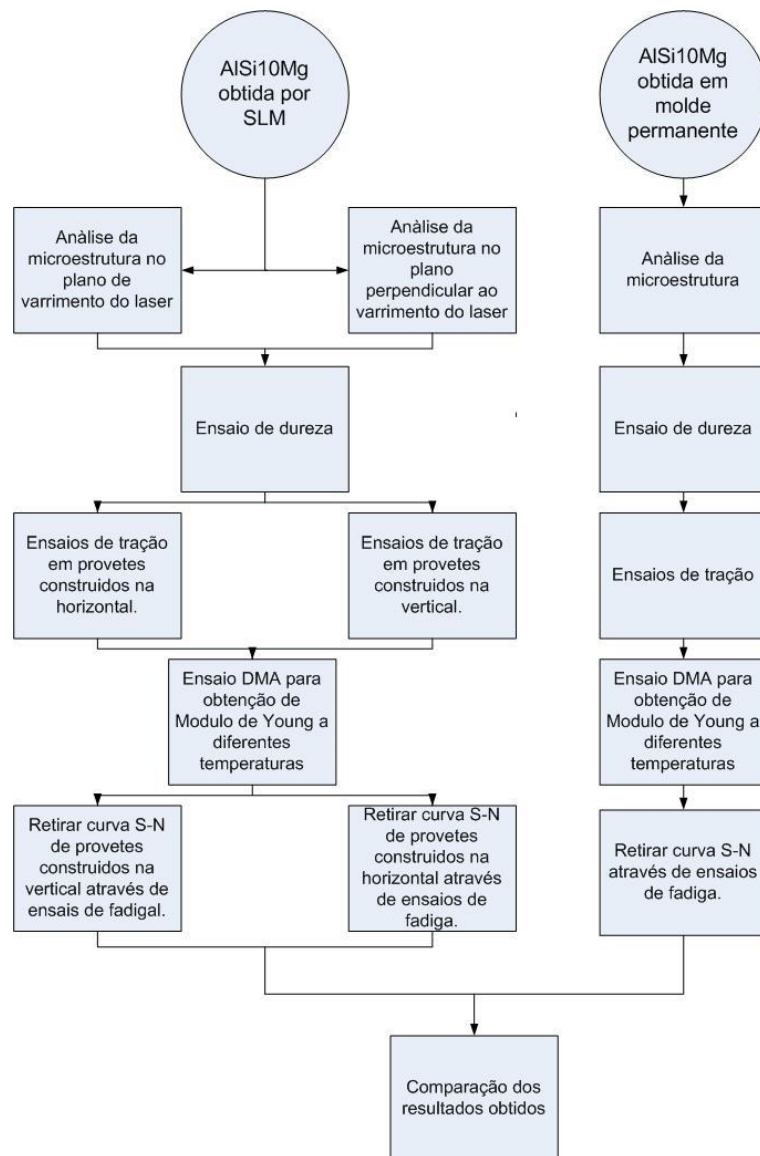 AlSi10Mg
obtida por
SLM
AlSi10Mg
obtida em
molde
permanente
Anàlise da
microestrutura no
plano de
varrimento do laser
Anàlise da
microestrutura no
plano
perpendicular ao
varrimento do laser
Anàlise da
microestrutura
Ensaio de dureza
Ensaio de dureza
Ensaios de tração
em provetes
construidos na
horizontal.
Ensaios de tração
em provetes
construidos na
vertical.
Ensaios de tração
Ensaio DMA para
obtenção de
Modulo de Young a
diferentes
temperaturas
Ensaio DMA para
obtenção de
Modulo de Young a
diferentes
temperaturas
Retirar curva S-N
de provetes
construidos na
vertical através de
ensais de fadigal.
Retirar curva S-N
de provetes
construidos na
horizontal através
de ensaios de
fadiga.
Retirar curva S-N
através de ensaios
de fadiga.
Comparação dos
resultados obtidos